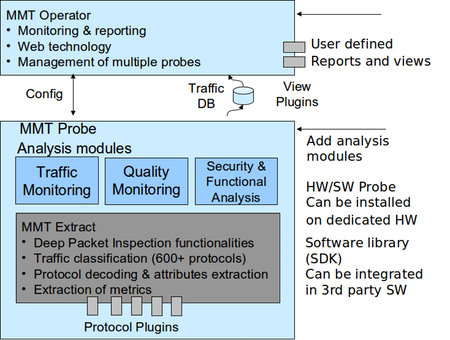 MMT Operator
• Monitoring & reporting
• Web technology
• Management of multiple probes
User defined
Reports and views
Config
Traffic
DB
View
Plugins
MMT Probe
Analysis modules
Traffic
Monitoring
Quality
Monitoring
Security &
Functional
Analysis
Add analysis
modules
HW/SW Probe
Can be installed
on dedicated HW
MMT Extract
• Deep Packet Inspection functionalities
• Traffic classification (600+ protocols)
• Protocol decoding & attributes extraction
• Extraction of metrics
Software library
(SDK)
Can be integrated
in 3rd party SW
Protocol Plugins